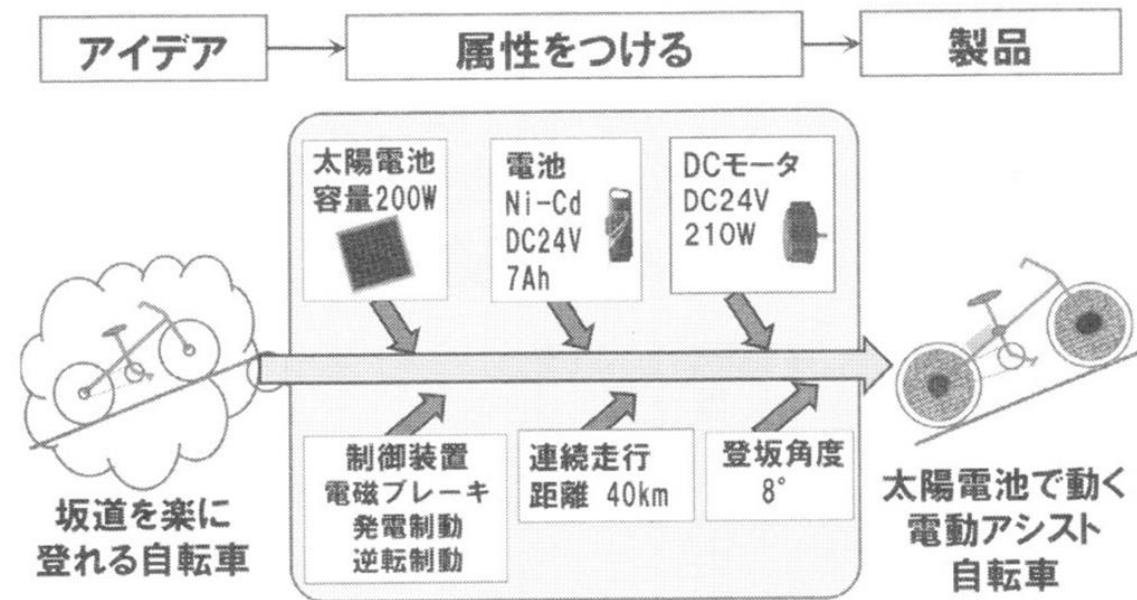 アイデア
属性をつける
製品
太陽電池
容量200W
電池
Ni-Cd
DC24V
7Ah
DCモータ
DC24V
210W
制御装置
電磁ブレーキ
発電制動
逆転制動
連続走行
距離 40km
登坂角度
8°
坂道を楽に
登れる自転車
太陽電池で動く
電動アシスト
自転車